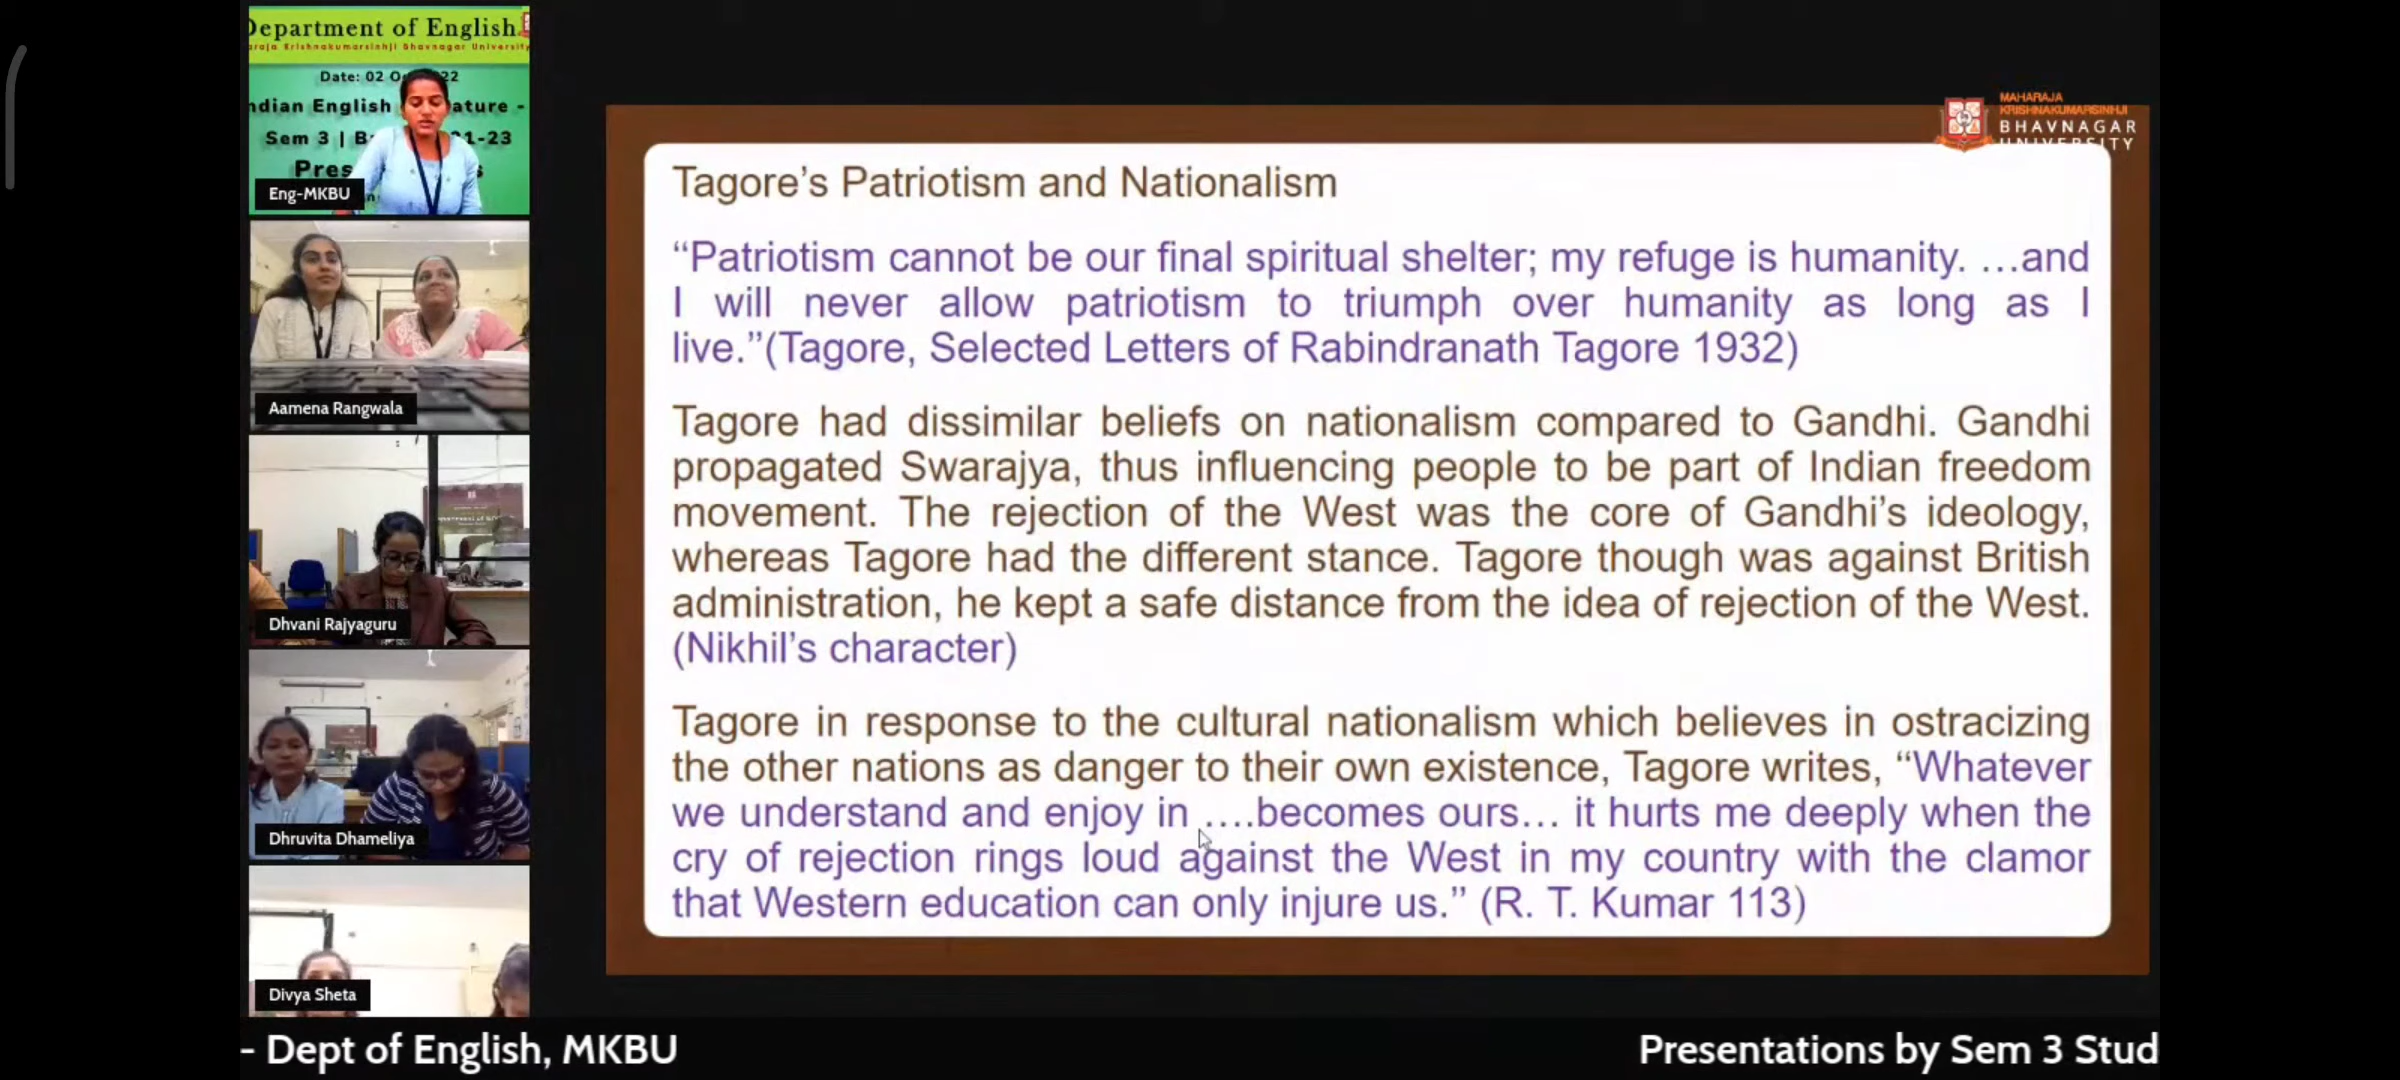 Department of English
Date: 02 O
22
ndian English
ature -
Sem 3 | B
1-23
Pres
s
Eng-MKBU
Aamena Rangwala
Dhvani Rajyaguru
Dhruvita Dhameliya
Divya Sheta
MAHARAJA
KRISHNAKUMARSINHJI
BHAVNAGAR
UNIVERSITY
Tagore’s Patriotism and Nationalism
“Patriotism cannot be our final spiritual shelter; my refuge is humanity. …and
I will never allow patriotism to triumph over humanity as long as I
live.”(Tagore, Selected Letters of Rabindranath Tagore 1932)
Tagore had dissimilar beliefs on nationalism compared to Gandhi. Gandhi
propagated Swarajya, thus influencing people to be part of Indian freedom
movement. The rejection of the West was the core of Gandhi’s ideology,
whereas Tagore had the different stance. Tagore though was against British
administration, he kept a safe distance from the idea of rejection of the West.
(Nikhil’s character)
Tagore in response to the cultural nationalism which believes in ostracizing
the other nations as danger to their own existence, Tagore writes, “Whatever
we understand and enjoy in ….becomes ours… it hurts me deeply when the
cry of rejection rings loud against the West in my country with the clamor
that Western education can only injure us.” (R. T. Kumar 113)
- Dept of English, MKBU
Presentations by Sem 3 Stud